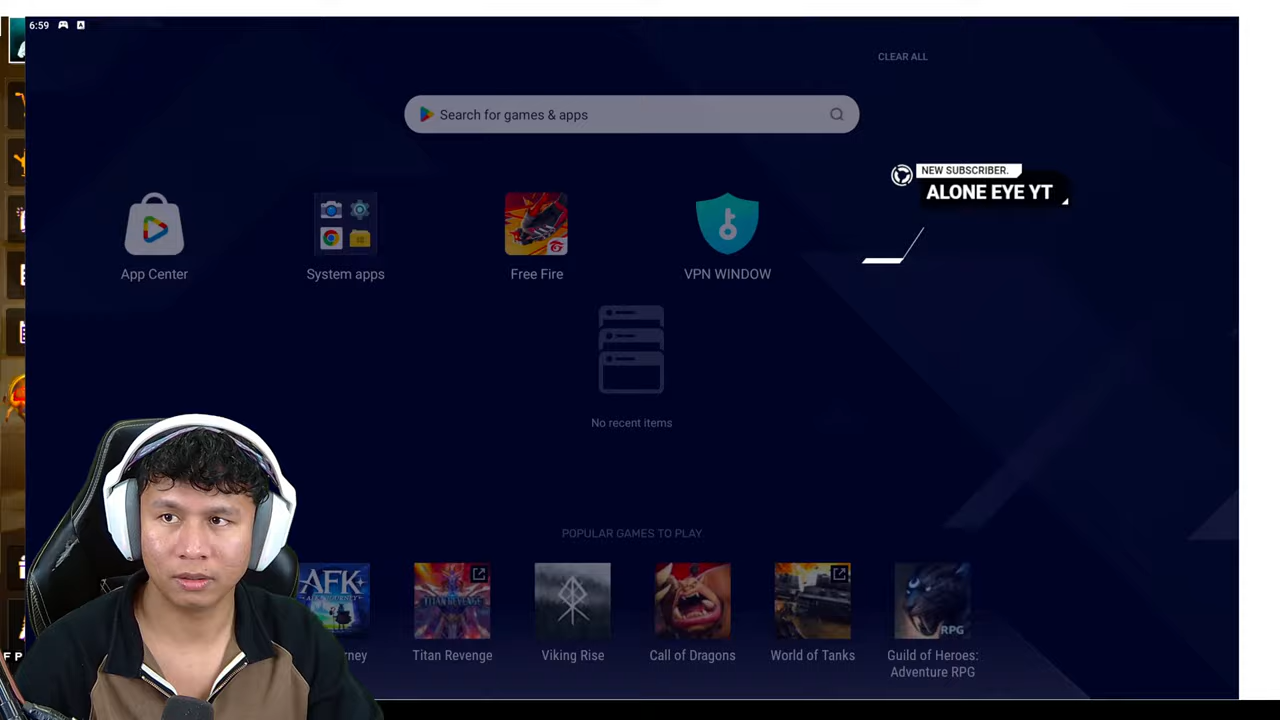 6:59
CLEAR ALL
Search for games & apps
NEW SUBSCRIBER.
ALONE EYE YT
App Center
System apps
Free Fire
VPN WINDOW
No recent items
POPULAR GAMES TO PLAY
AFK
RPG
rney
Titan Revenge
Viking Rise
Call of Dragons
World of Tanks
Guild of Heroes:
Adventure RPG
F P